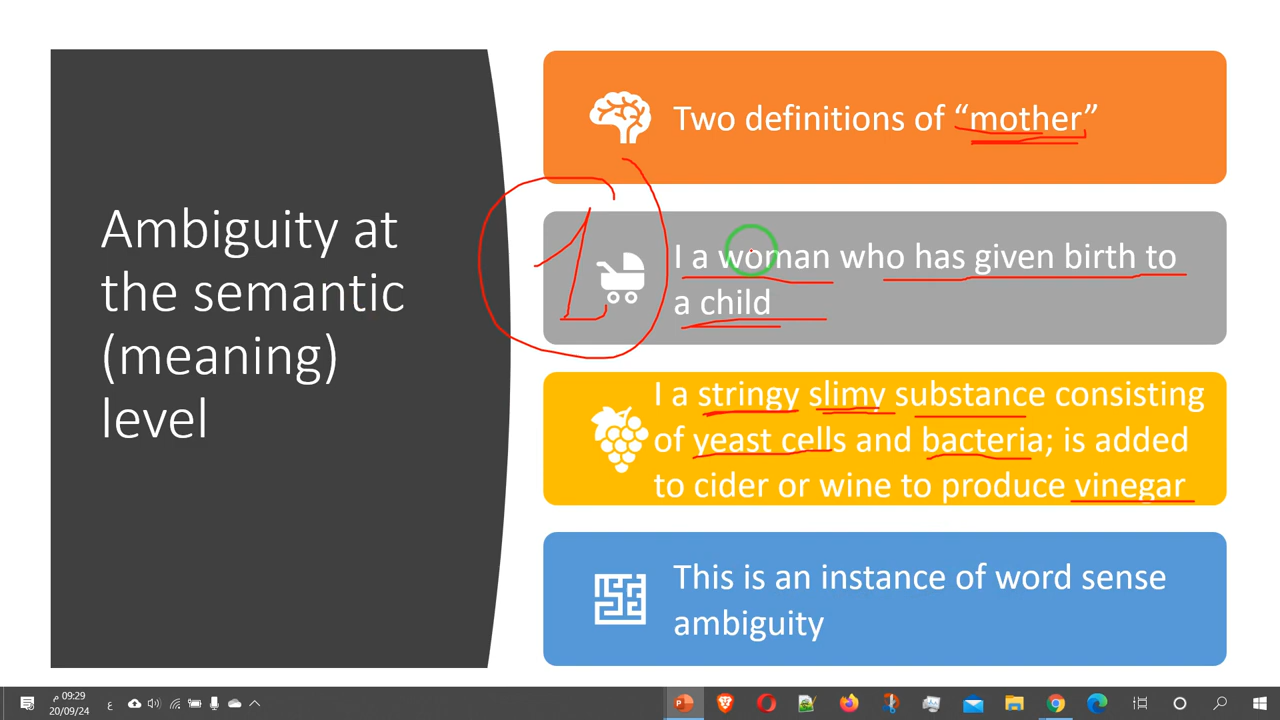 Ambiguity at
the semantic
(meaning)
level
Two definitions of “mother”
1
I a woman who has given birth to
a child
I a stringy slimy substance consisting
of yeast cells and bacteria; is added
to cider or wine to produce vinegar
This is an instance of word sense
ambiguity
09:29 م
20/09/24
ع